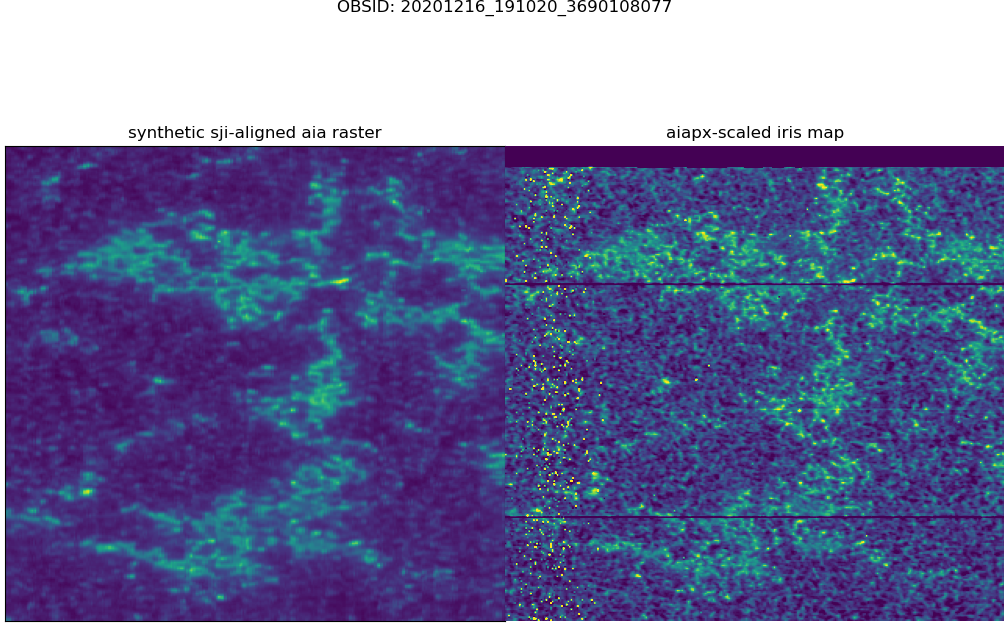 OBSID: 20201216_191020_3690108077
synthetic sji-aligned aia raster
aiapx-scaled iris map